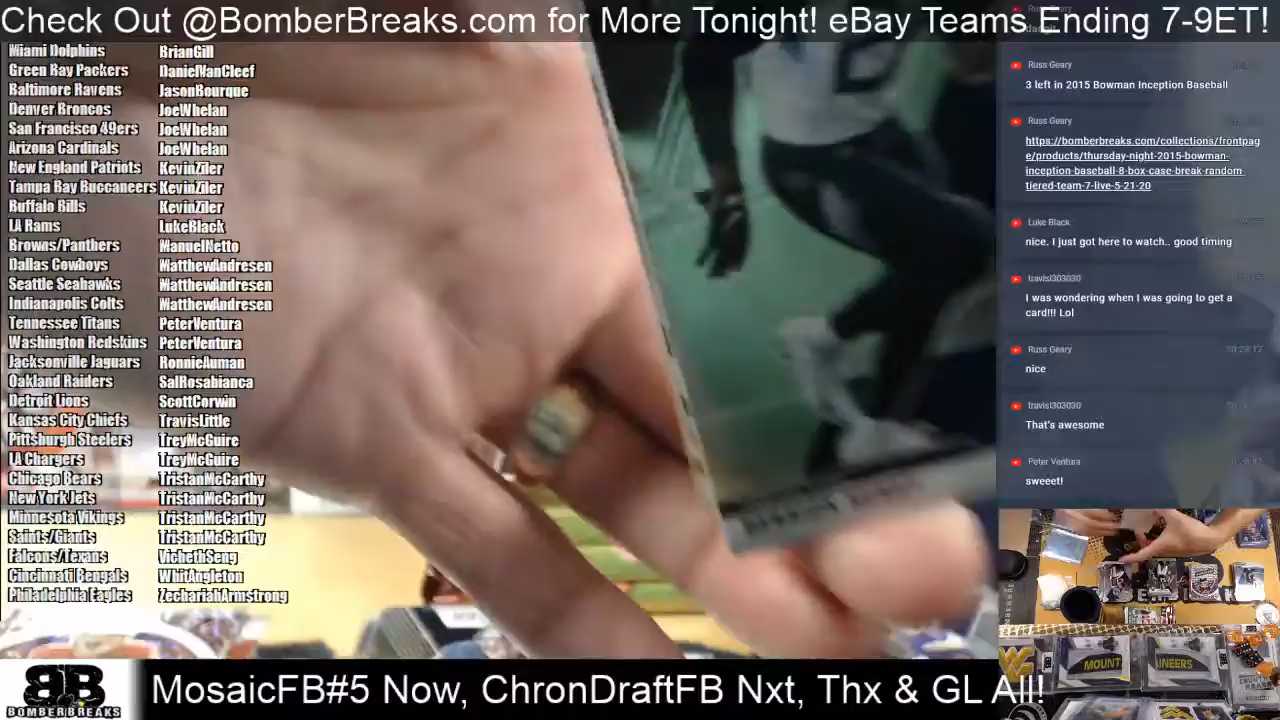 Check Out @BomberBreaks.com for More Tonight! eBay Teams Ending 7-9ET!
Miami Dolphins BrianGill
Green Bay Packers DanielVanCleef
Baltimore Ravens JasonBourque
Denver Broncos JoeWhelan
San Francisco 49ers JoeWhelan
Arizona Cardinals JoeWhelan
New England Patriots KevinZiler
Tampa Bay Buccaneers KevinZiler
Buffalo Bills KevinZiler
LA Rams LukeBlack
Browns/Panthers ManuelNetto
Dallas Cowboys MatthewAndresen
Seattle Seahawks MatthewAndresen
Indianapolis Colts MatthewAndresen
Tennessee Titans PeterVentura
Washington Redskins PeterVentura
Jacksonville Jaguars RonnieAuman
Oakland Raiders SalRosabianca
Detroit Lions ScottCorwin
Kansas City Chiefs TravisLittle
Pittsburgh Steelers TreyMcGuire
LA Chargers TreyMcGuire
Chicago Bears TristanMcCarthy
New York Jets TristanMcCarthy
Minnesota Vikings TristanMcCarthy
Saints/Giants TristanMcCarthy
Falcons/Texans VichethSeng
Cincinnati Bengals WhitAngleton
Philadelphia Eagles ZechariahArmstrong
Russ Geary
3 left in 2015 Bowman Inception Baseball
Russ Geary
https://bomberbreaks.com/collections/frontpag
e/products/thursday-night-2015-bowman-
inception-baseball-8-box-case-break-random
tiered-team-7-live-5-21-20
Luke Black
nice. I just got here to watch.. good timing
travisl303030
I was wondering when I was going to get a
card!!! Lol
Russ Geary
nice
travisl303030
That's awesome
Peter Ventura
sweeet!
MOUNT INEERS
BB
BOMBERBREAKS
MosaicFB#5 Now, ChronDraftFB Nxt, Thx & GL All!